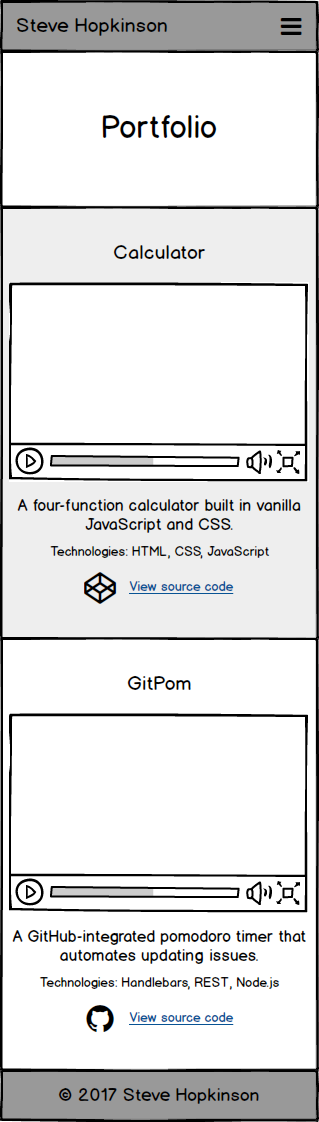 Steve Hopkinson
Portfolio
Calculator
A four-function calculator built in vanilla
JavaScript and CSS.
Technologies: HTML, CSS, JavaScript
View source code
GitPom
A GitHub-integrated pomodoro timer that
automates updating issues.
Technologies: Handlebars, REST, Node.js
View source code
© 2017 Steve Hopkinson